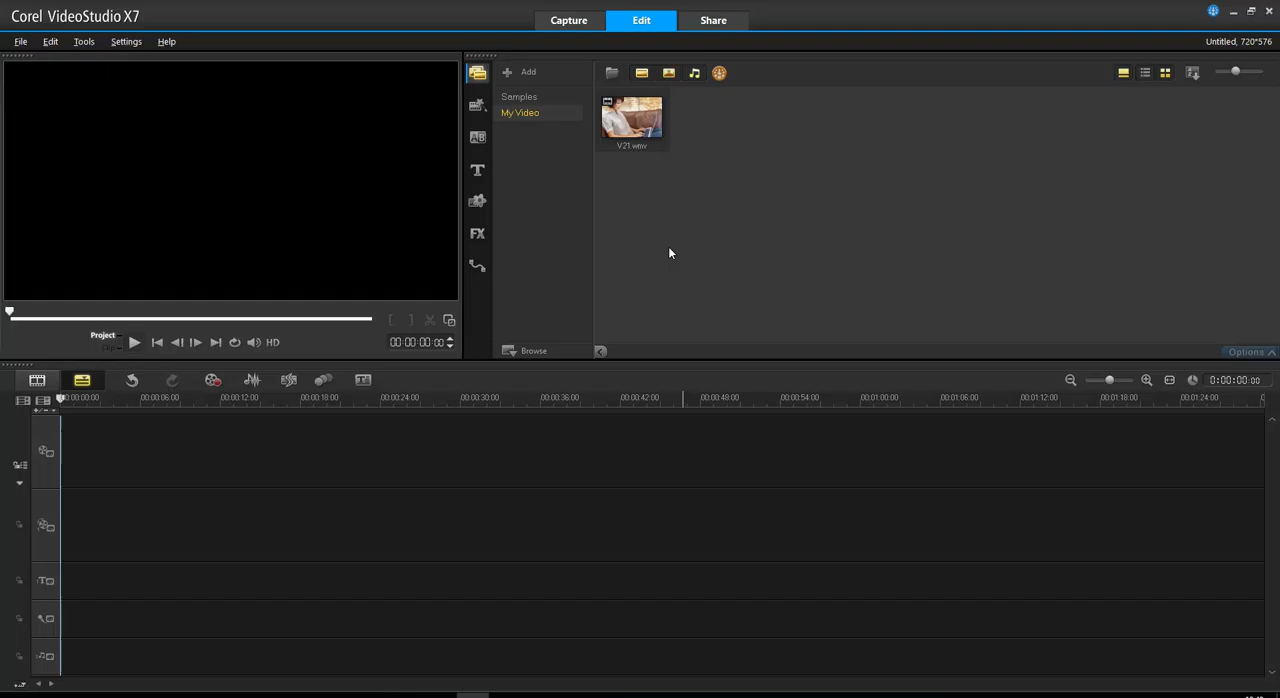 Corel VideoStudio X7
Capture
Edit
Share
File
Edit
Tools
Settings
Help
Untitled, 720*576
Add
Samples
My Video
V21.wmv
Browse
Options
Project
Clip
HD
00:00:00:00
0:00:00:00
00:00:00:00
00:00:06:00
00:00:12:00
00:00:18:00
00:00:24:00
00:00:30:00
00:00:36:00
00:00:42:00
00:00:48:00
00:00:54:00
00:01:00:00
00:01:06:00
00:01:12:00
00:01:18:00
00:01:24:00
AB
T
FX